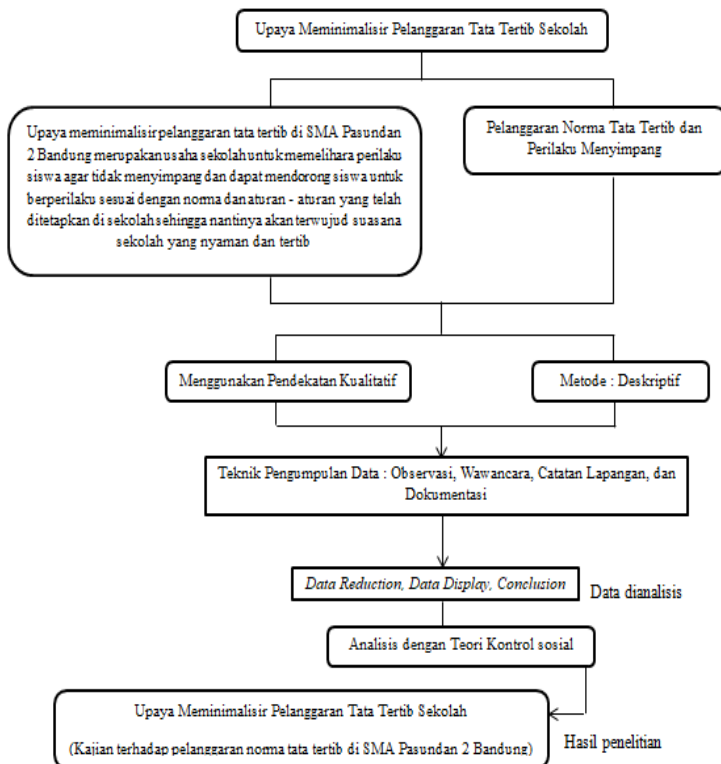 Upaya Meminimalisir Pelanggaran Tata Tertib Sekolah
Upaya meminimalisir pelanggaran tata tertib di SMA Pasundan
2 Bandung merupakan usaha sekolah untuk memelihara perilaku
siswa agar tidak menyimpang dan dapat mendorong siswa untuk
berperilaku sesuai dengan norma dan aturan - aturan yang telah
ditetapkan di sekolah sehingga nantinya akan terwujud suasana
sekolah yang nyaman dan tertib
Pelanggaran Norma Tata Tertib dan
Perilaku Menyimpang
Menggunakan Pendekatan Kualitatif
Metode : Deskriptif
Teknik Pengumpulan Data : Observasi, Wawancara, Catatan Lapangan, dan
Dokumentasi
Data Reduction, Data Display, Conclusion
Data dianalisis
Analisis dengan Teori Kontrol sosial
Upaya Meminimalisir Pelanggaran Tata Tertib Sekolah
(Kajian terhadap pelanggaran norma tata tertib di SMA Pasundan 2 Bandung)
Hasil penelitian